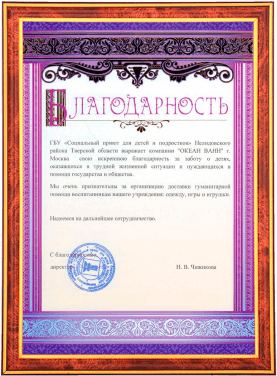 Благодарность
ГБУ «Социальный приют для детей и подростков» Нелидовского
района Тверской области выражает компании "ОКЕАН ВАНН" г.
Москва свою искреннюю благодарность за заботу о детях,
оказавшихся в трудной жизненной ситуации и нуждающихся в
помощи государства и общества.
Мы очень признательны за организацию доставки гуманитарной
помощи воспитанникам нашего учреждения: одежду, игры и игрушки.
Надеемся на дальнейшее сотрудничество.
С благодарностью,
директор Н. В. Чижикова